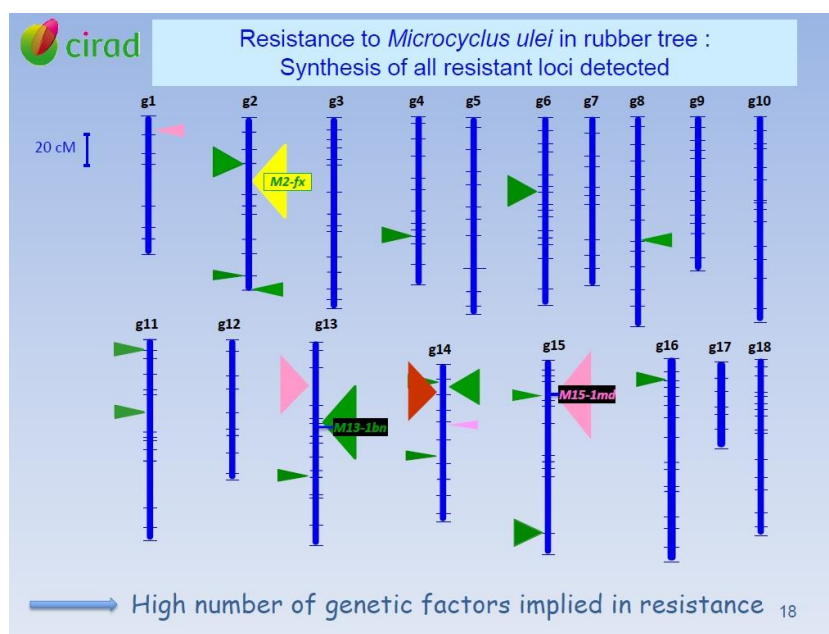 cirad
Resistance to Microcyclus ulei in rubber tree :
Synthesis of all resistant loci detected
g1 g2 g3 g4 g5 g6 g7 g8 g9 g10
20 cM
M2-fx
g11 g12 g13 g14 g15 g16 g17 g18
M15-1md
M13-1bn
High number of genetic factors implied in resistance 18